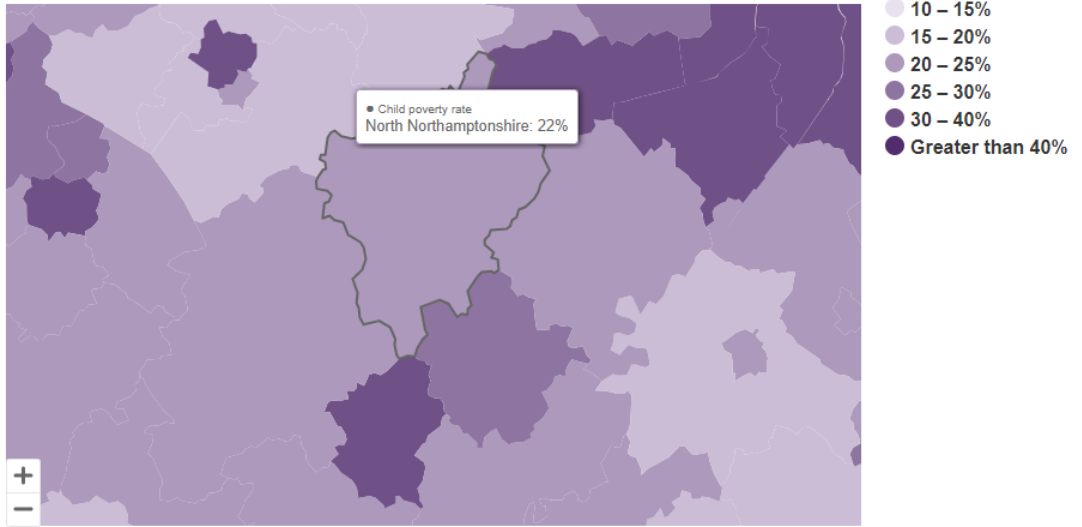 10 – 15%
15 – 20%
20 – 25%
25 – 30%
30 – 40%
Greater than 40%
● Child poverty rate
North Northamptonshire: 22%
+
−